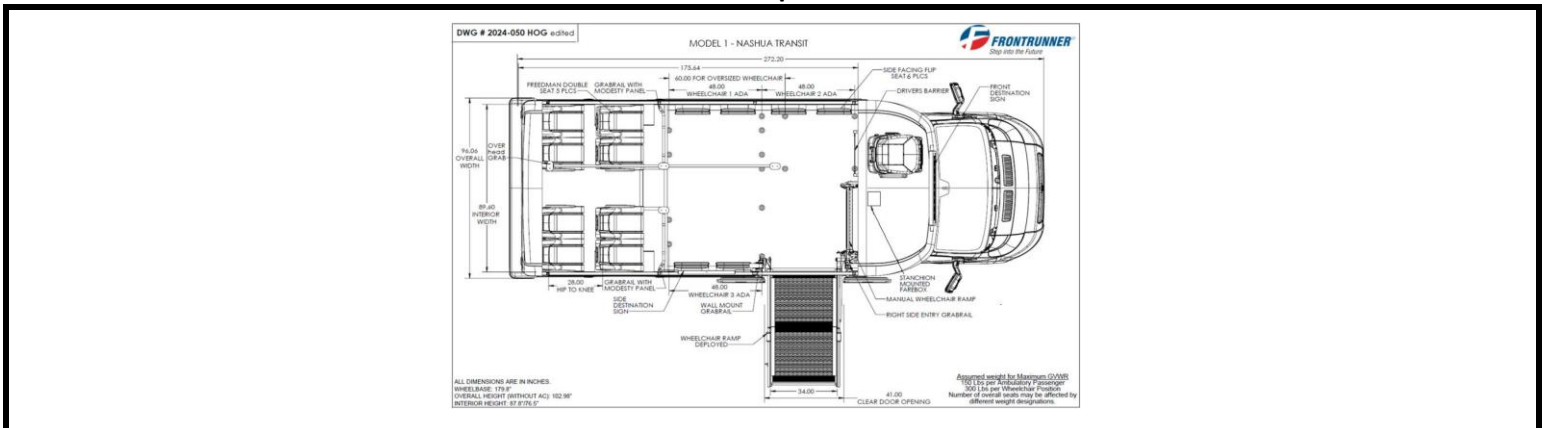 DWG # 2024-050 HOG edited
MODEL 1 - NASHUA TRANSIT
FRONTRUNNER
Step into the Future
272.20
175.64
60.00 FOR OVERSIZED WHEELCHAIR
SIDE FACING FLIP
SEAT 6 PLCS
FREEDMAN DOUBLE
SEAT 5 PLCS
GRABRAIL WITH
MODESTY PANEL
48.00
WHEELCHAIR 1 ADA
48.00
WHEELCHAIR 2 ADA
DRIVERS BARRIER
FRONT
DESTINATION
SIGN
OVER
head
GRAB
96.06
OVERALL
WIDTH
89.60
INTERIOR
WIDTH
28.00
HIP TO KNEE
GRABRAIL WITH
MODESTY PANEL
SIDE
DESTINATION
SIGN
48.00
WHEELCHAIR 3 ADA
WALL MOUNT
GRABRAIL
STANCHION
MOUNTED
FAREBOX
MANUAL WHEELCHAIR RAMP
RIGHT SIDE ENTRY GRABRAIL
WHEELCHAIR RAMP
DEPLOYED
34.00
41.00
CLEAR DOOR OPENING
ALL DIMENSIONS ARE IN INCHES.
WHEELBASE: 179.8"
OVERALL HEIGHT (WITHOUT AC): 102.98"
INTERIOR HEIGHT: 87.8"/76.5"
Assumed weight for Maximum GVWR
150 Lbs per Ambulatory Passenger
300 Lbs per Wheelchair Position
Number of overall seats may be affected by
different weight designations.